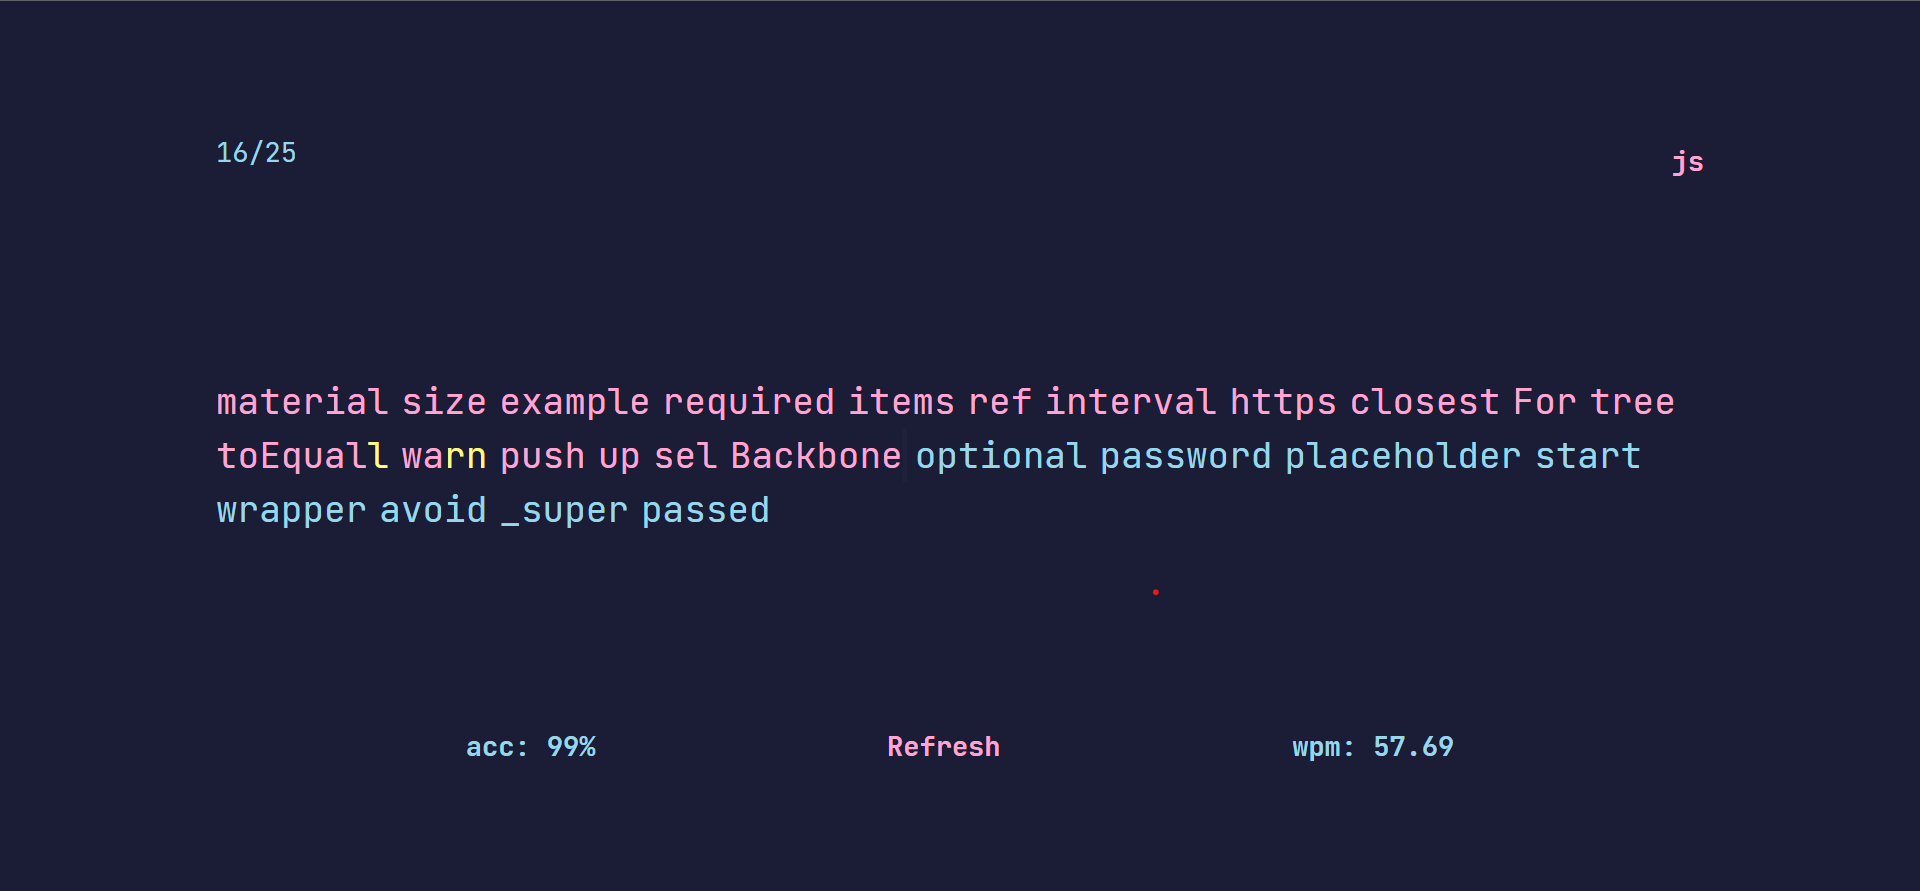 16/25
js
material size example required items ref interval https closest For tree
toEquall warn push up sel Backbone optional password placeholder start
wrapper avoid _super passed
acc: 99%
Refresh
wpm: 57.69